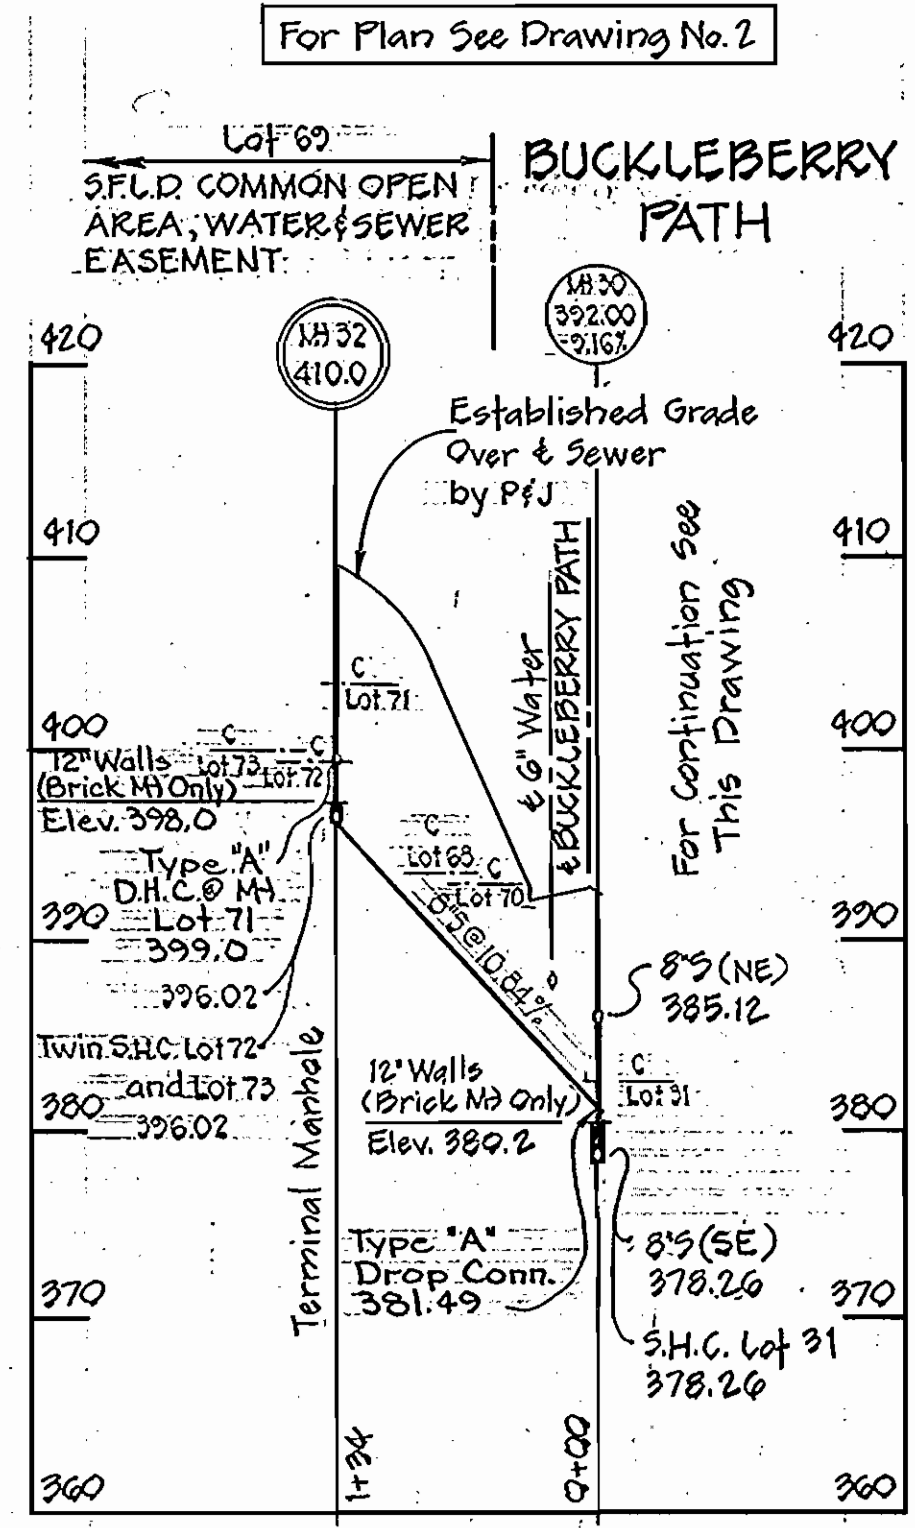 For Plan See Drawing No. 2
Lot 69
S.F.L.D. COMMON OPEN
AREA, WATER & SEWER
EASEMENT
BUCKLEBERRY
PATH
MH 32
410.0
MH 30
392.00
-9.16%
420
420
Established Grade
Over ℄ Sewer
by P&J
410
410
C
Lot 71
℄ 6" Water
℄ BUCKLEBERRY PATH
For Continuation See
This Drawing
400
400
C
Lot 73
C
Lot 72
12" Walls
(Brick MH Only)
Elev. 398.0
Type "A"
D.H.C. @ MH
Lot 71
399.0
C
Lot 68
C
Lot 70
390
390
8"S @ 10.84%
396.02
8"S (NE)
385.12
Twin S.H.C. Lot 72
and Lot 73
396.02
Terminal Manhole
12" Walls
(Brick MH Only)
Elev. 380.2
C
Lot 31
380
380
Type "A"
Drop Conn.
381.49
8"S (SE)
378.26
370
370
S.H.C. Lot 31
378.26
1+34
0+00
360
360